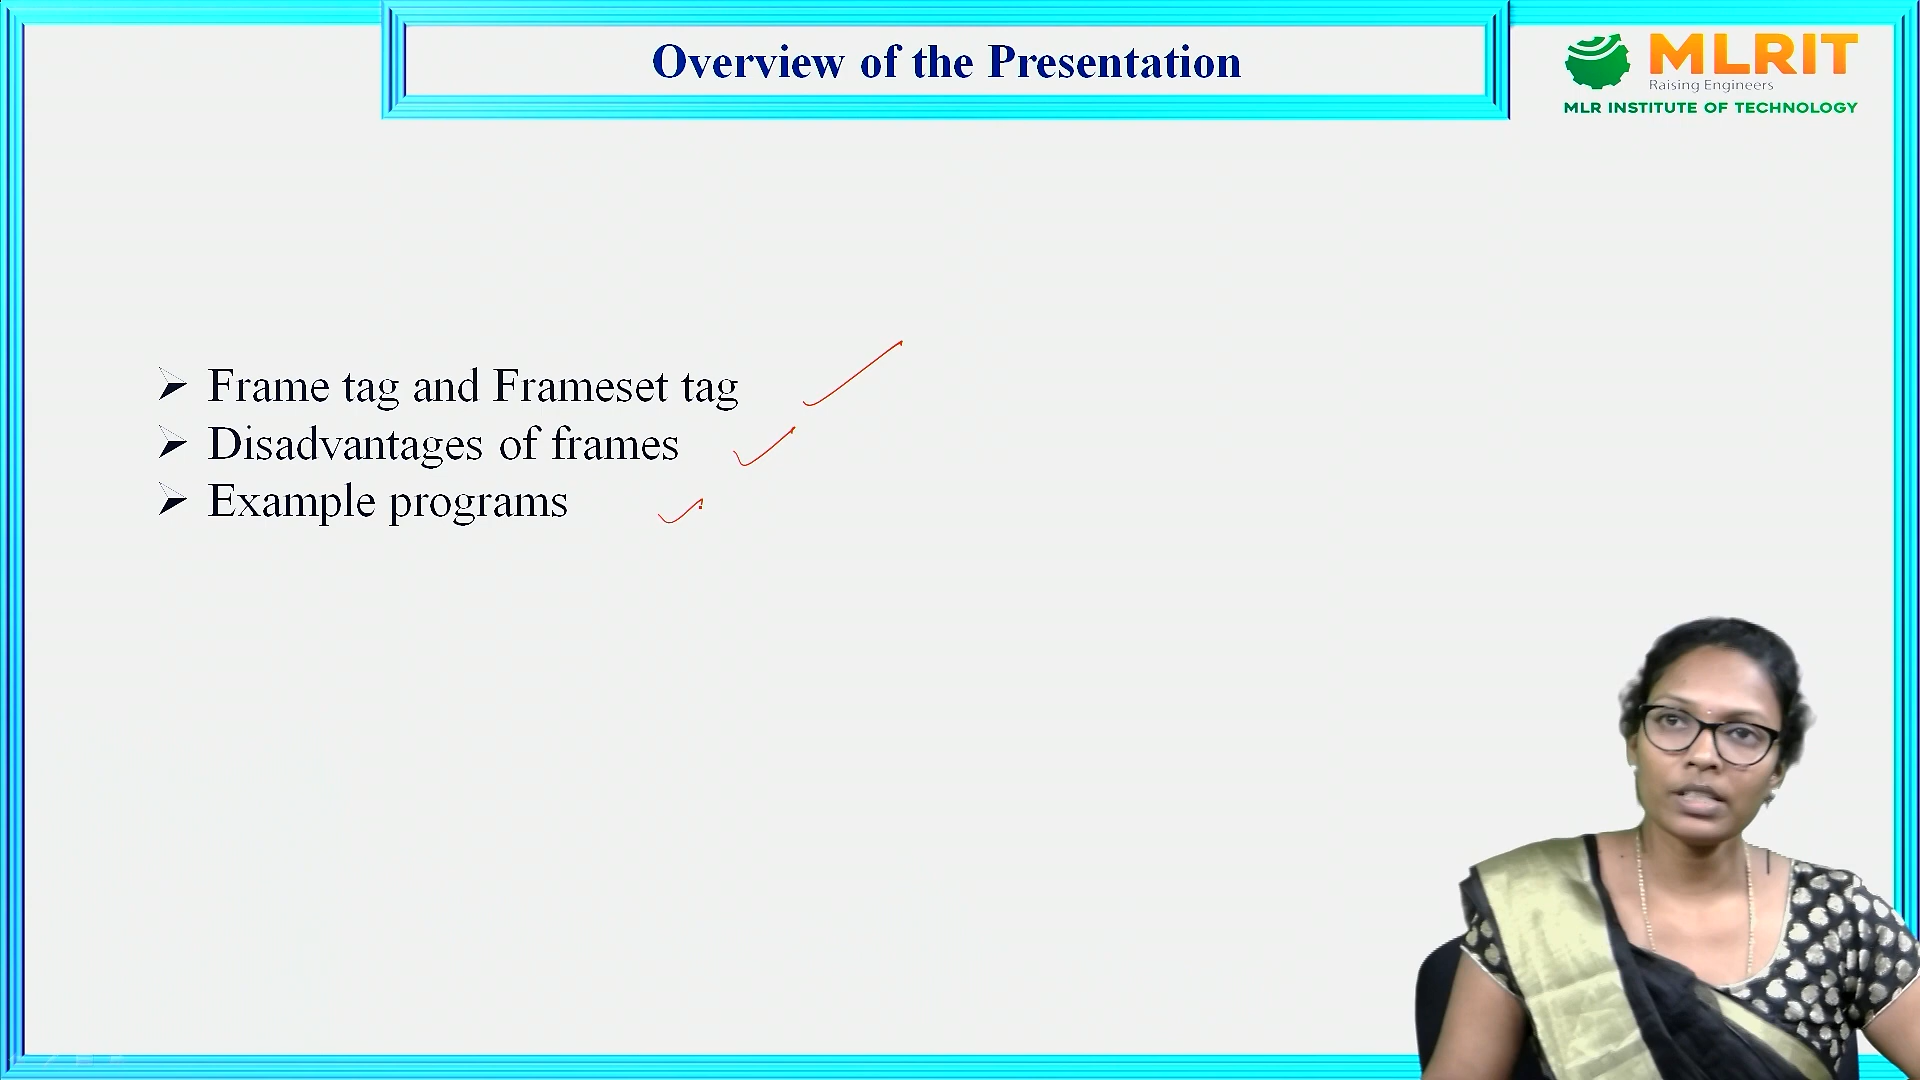 Overview of the Presentation
MLRIT
Raising Engineers
MLR INSTITUTE OF TECHNOLOGY
➢ Frame tag and Frameset tag
➢ Disadvantages of frames
➢ Example programs